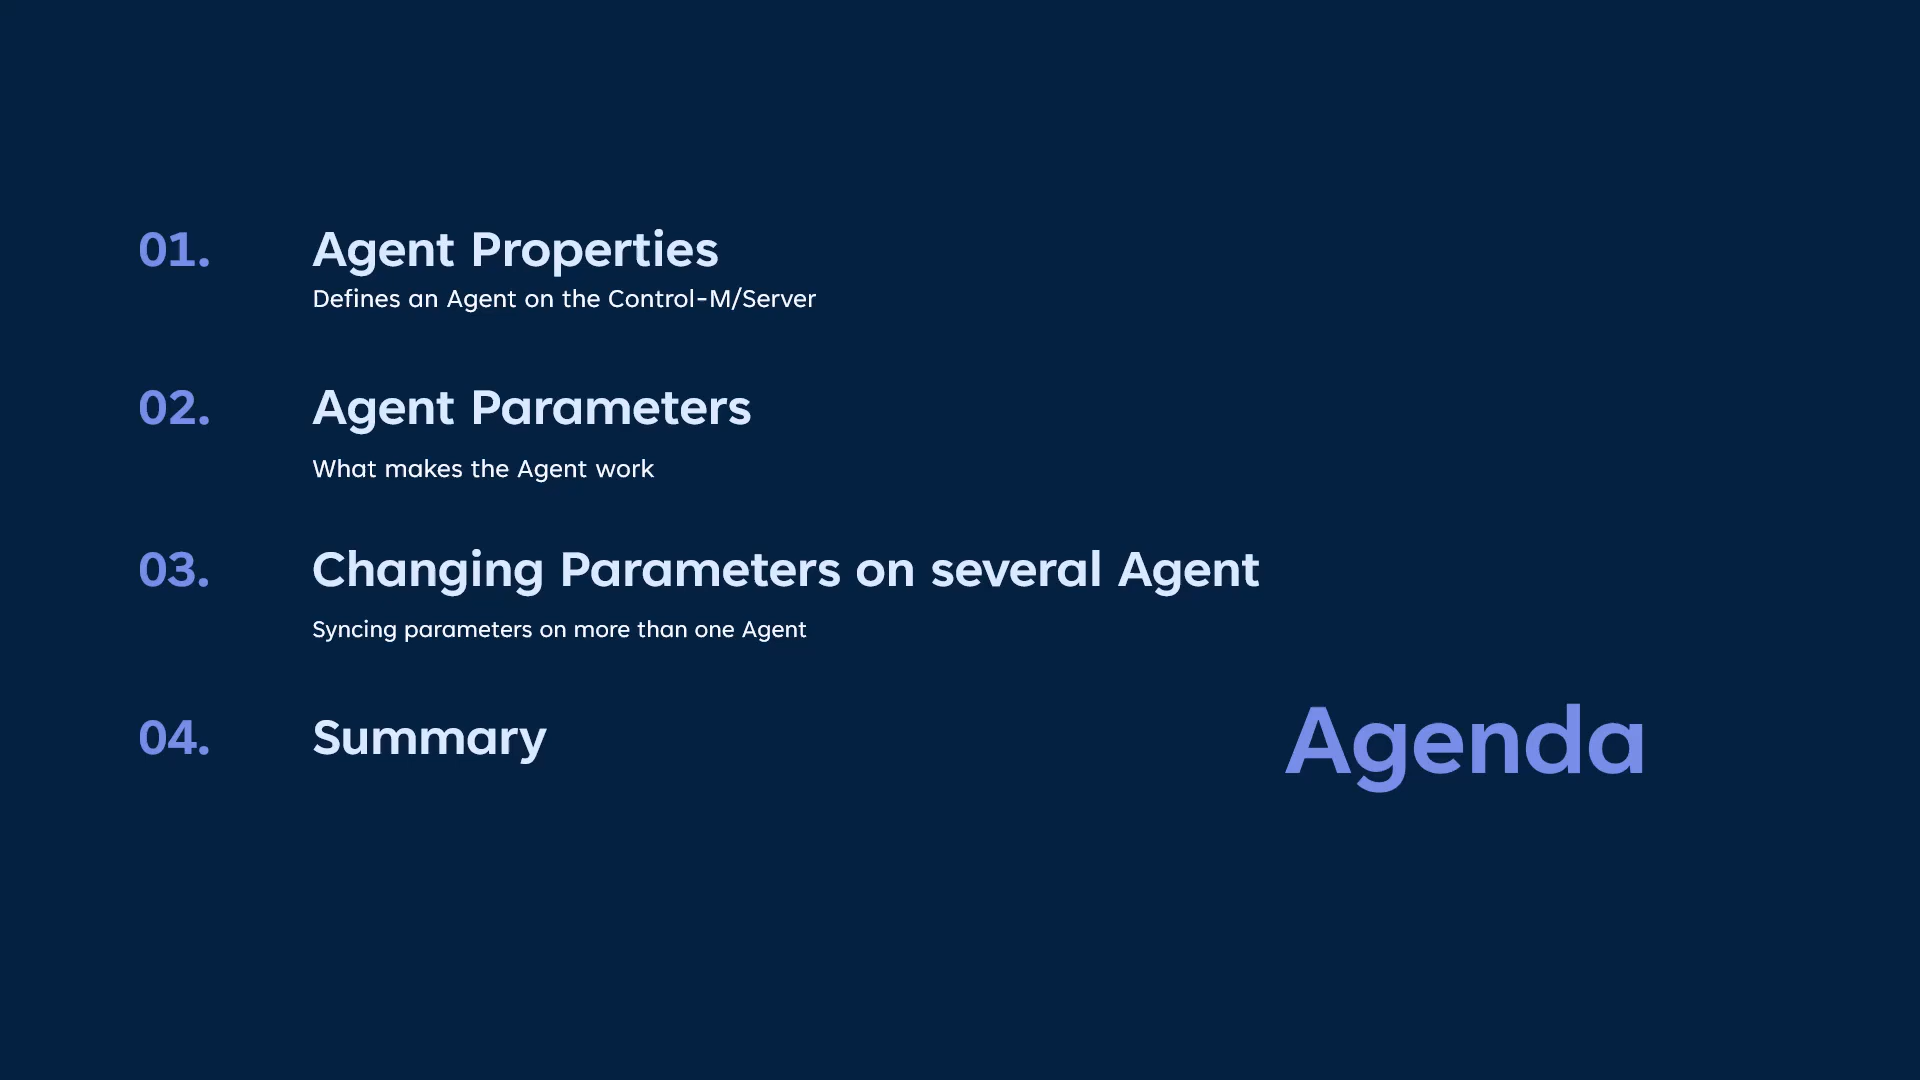 01.
Agent Properties
Defines an Agent on the Control-M/Server
02.
Agent Parameters
What makes the Agent work
03.
Changing Parameters on several Agent
Syncing parameters on more than one Agent
04.
Summary
Agenda